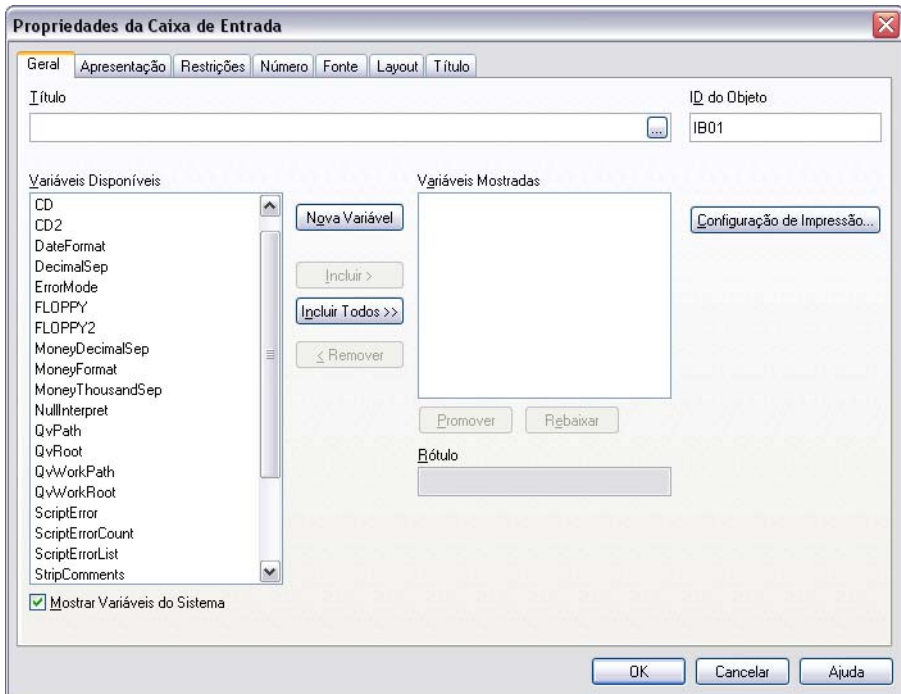 Propriedades da Caixa de Entrada
Geral Apresentação Restrições Número Fonte Layout Título
Título
ID do Objeto
...
IB01
Variáveis Disponíveis
Variáveis Mostradas
CD
CD2
DateFormat
DecimalSep
ErrorMode
FLOPPY
FLOPPY2
MoneyDecimalSep
MoneyFormat
MoneyThousandSep
NullInterpret
QvPath
QvRoot
QvWorkPath
QvWorkRoot
ScriptError
ScriptErrorCount
ScriptErrorList
StripComments
Nova Variável
Incluir >
Incluir Todos >>
< Remover
Configuração de Impressão...
Promover Rebaixar
Rótulo
Mostrar Variáveis do Sistema
OK Cancelar Ajuda